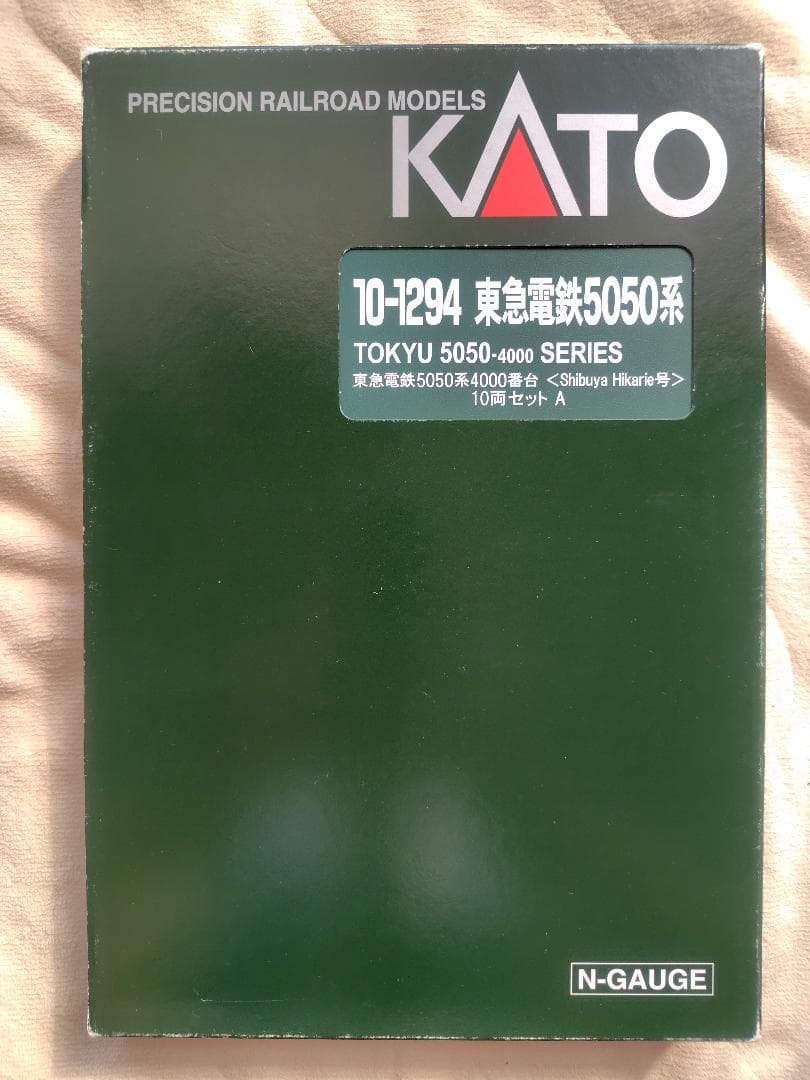 PRECISION RAILROAD MODELS
KATO
10-1294 東急電鉄5050系
TOKYU 5050-4000 SERIES
東急電鉄5050系4000番台 <Shibuya Hikarie号>
10両セット A
N-GAUGE